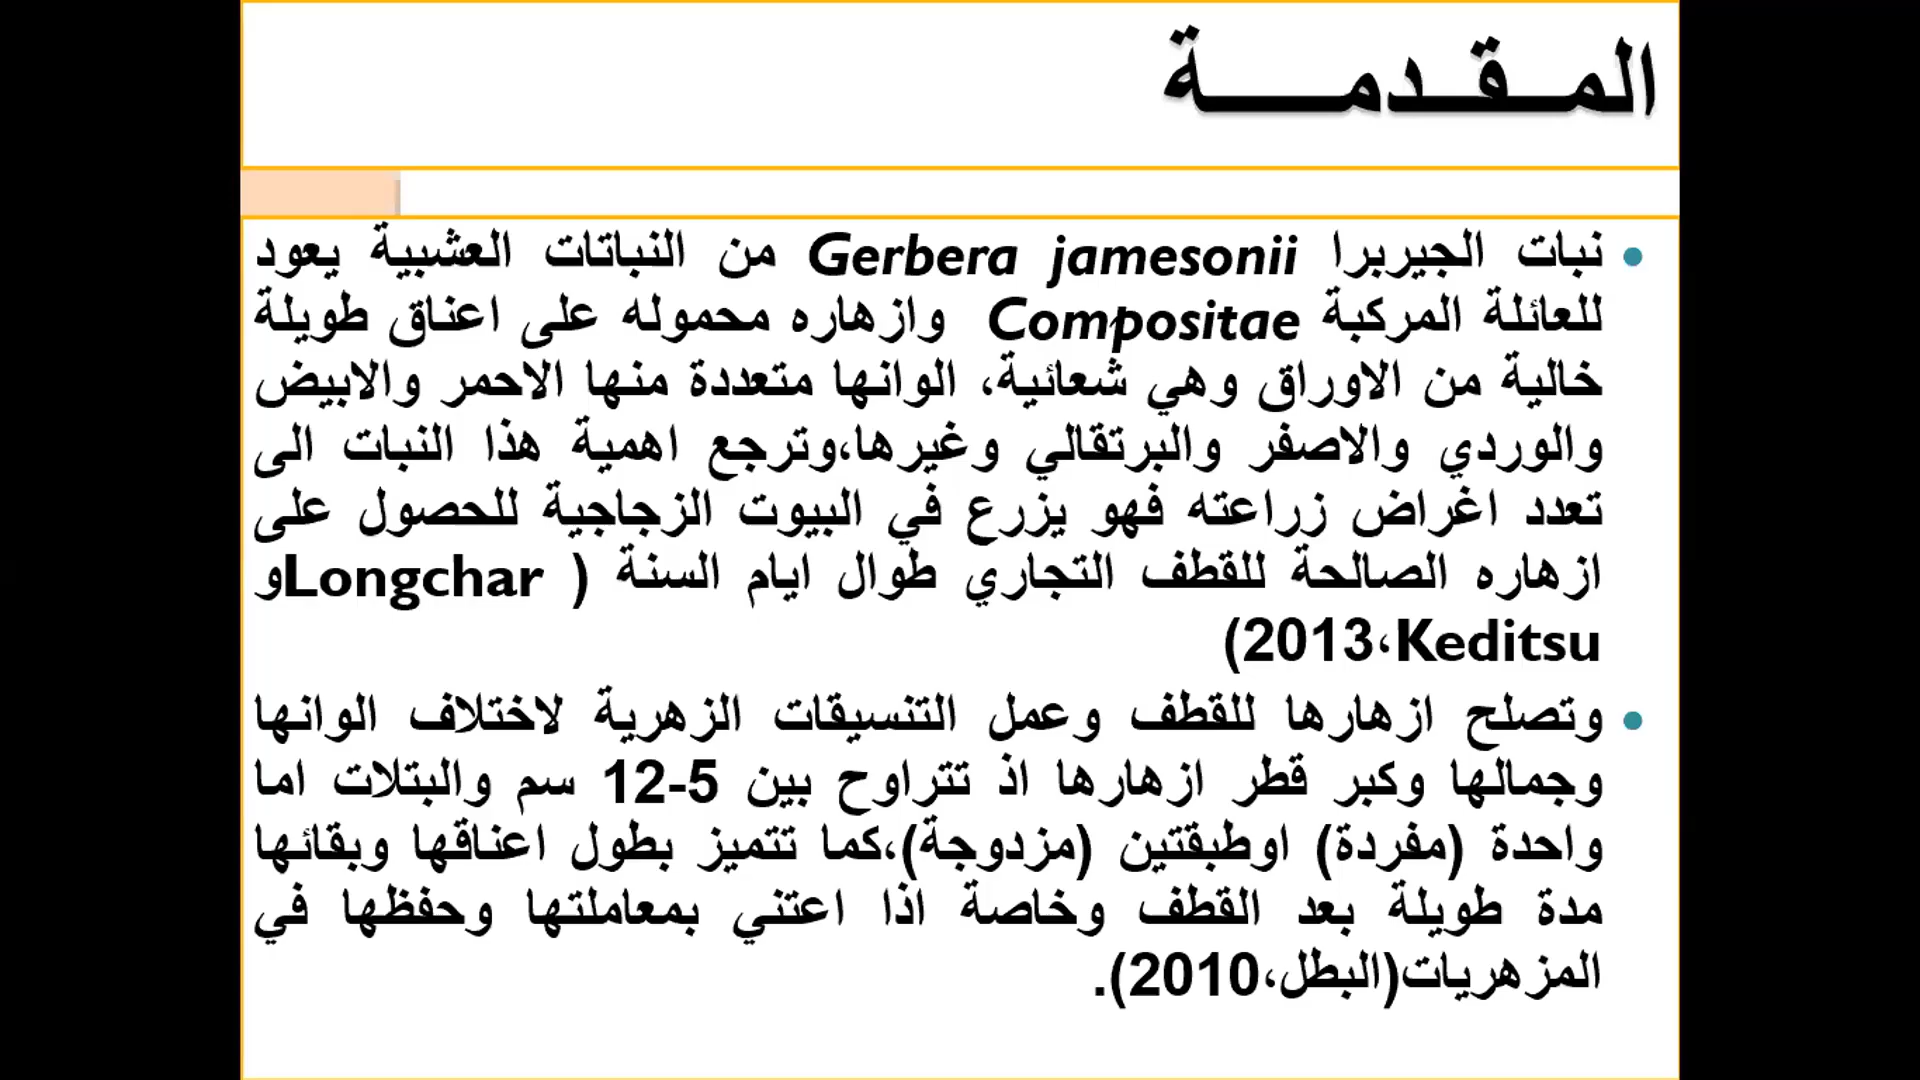 المــقــدمـــــة
نبات الجيربرا Gerbera jamesonii من النباتات العشبية يعود
للعائلة المركبة Compositae وازهاره محموله على اعناق طويلة
خالية من الاوراق وهي شعائية، الوانها متعددة منها الاحمر والابيض
والوردي والاصفر والبرتقالي وغيرها،وترجع اهمية هذا النبات الى
تعدد اغراض زراعته فهو يزرع في البيوت الزجاجية للحصول على
ازهاره الصالحة للقطف التجاري طوال ايام السنة ( Longcharو
Keditsu،2013)
وتصلح ازهارها للقطف وعمل التنسيقات الزهرية لاختلاف الوانها
وجمالها وكبر قطر ازهارها اذ تتراوح بين 5-12 سم والبتلات اما
واحدة (مفردة) اوطبقتين (مزدوجة)،كما تتميز بطول اعناقها وبقائها
مدة طويلة بعد القطف وخاصة اذا اعتني بمعاملتها وحفظها في
المزهريات(البطل،2010).